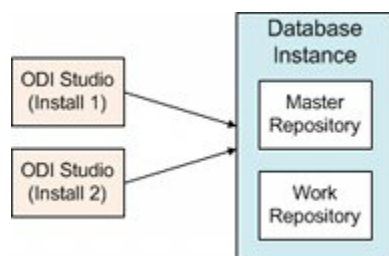 Database
Instance
ODI Studio
(Install 1)
Master
Repository
ODI Studio
(Install 2)
Work
Repository